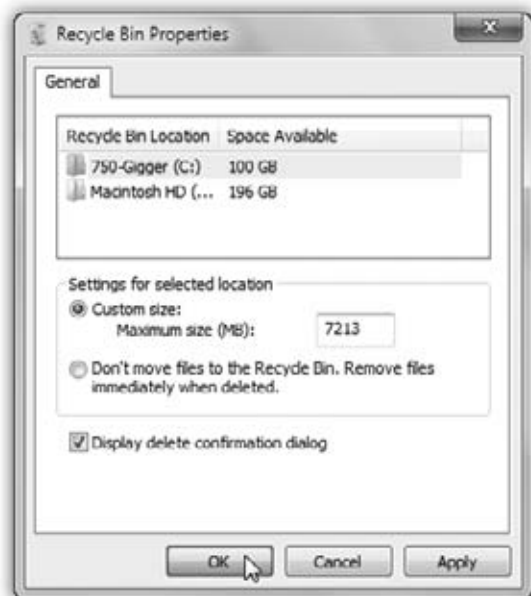 Recycle Bin Properties
General
Recycle Bin Location Space Available
750-Gigger (C:) 100 GB
Macintosh HD (... 196 GB
Settings for selected location
Custom size:
Maximum size (MB): 7213
Don't move files to the Recycle Bin. Remove files
immediately when deleted.
Display delete confirmation dialog
OK Cancel Apply